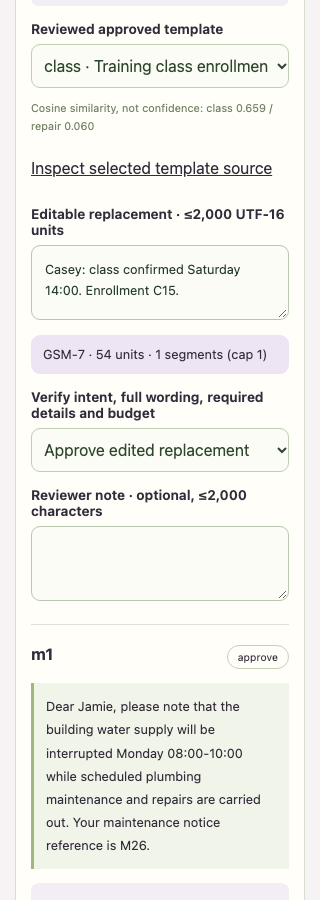 Reviewed approved template
class · Training class enrollmen
Cosine similarity, not confidence: class 0.659 /
repair 0.060
Inspect selected template source
Editable replacement · ≤2,000 UTF-16
units
Casey: class confirmed Saturday
14:00. Enrollment C15.
GSM-7 · 54 units · 1 segments (cap 1)
Verify intent, full wording, required
details and budget
Approve edited replacement
Reviewer note · optional, ≤2,000
characters
m1
approve
Dear Jamie, please note that the
building water supply will be
interrupted Monday 08:00-10:00
while scheduled plumbing
maintenance and repairs are carried
out. Your maintenance notice
reference is M26.